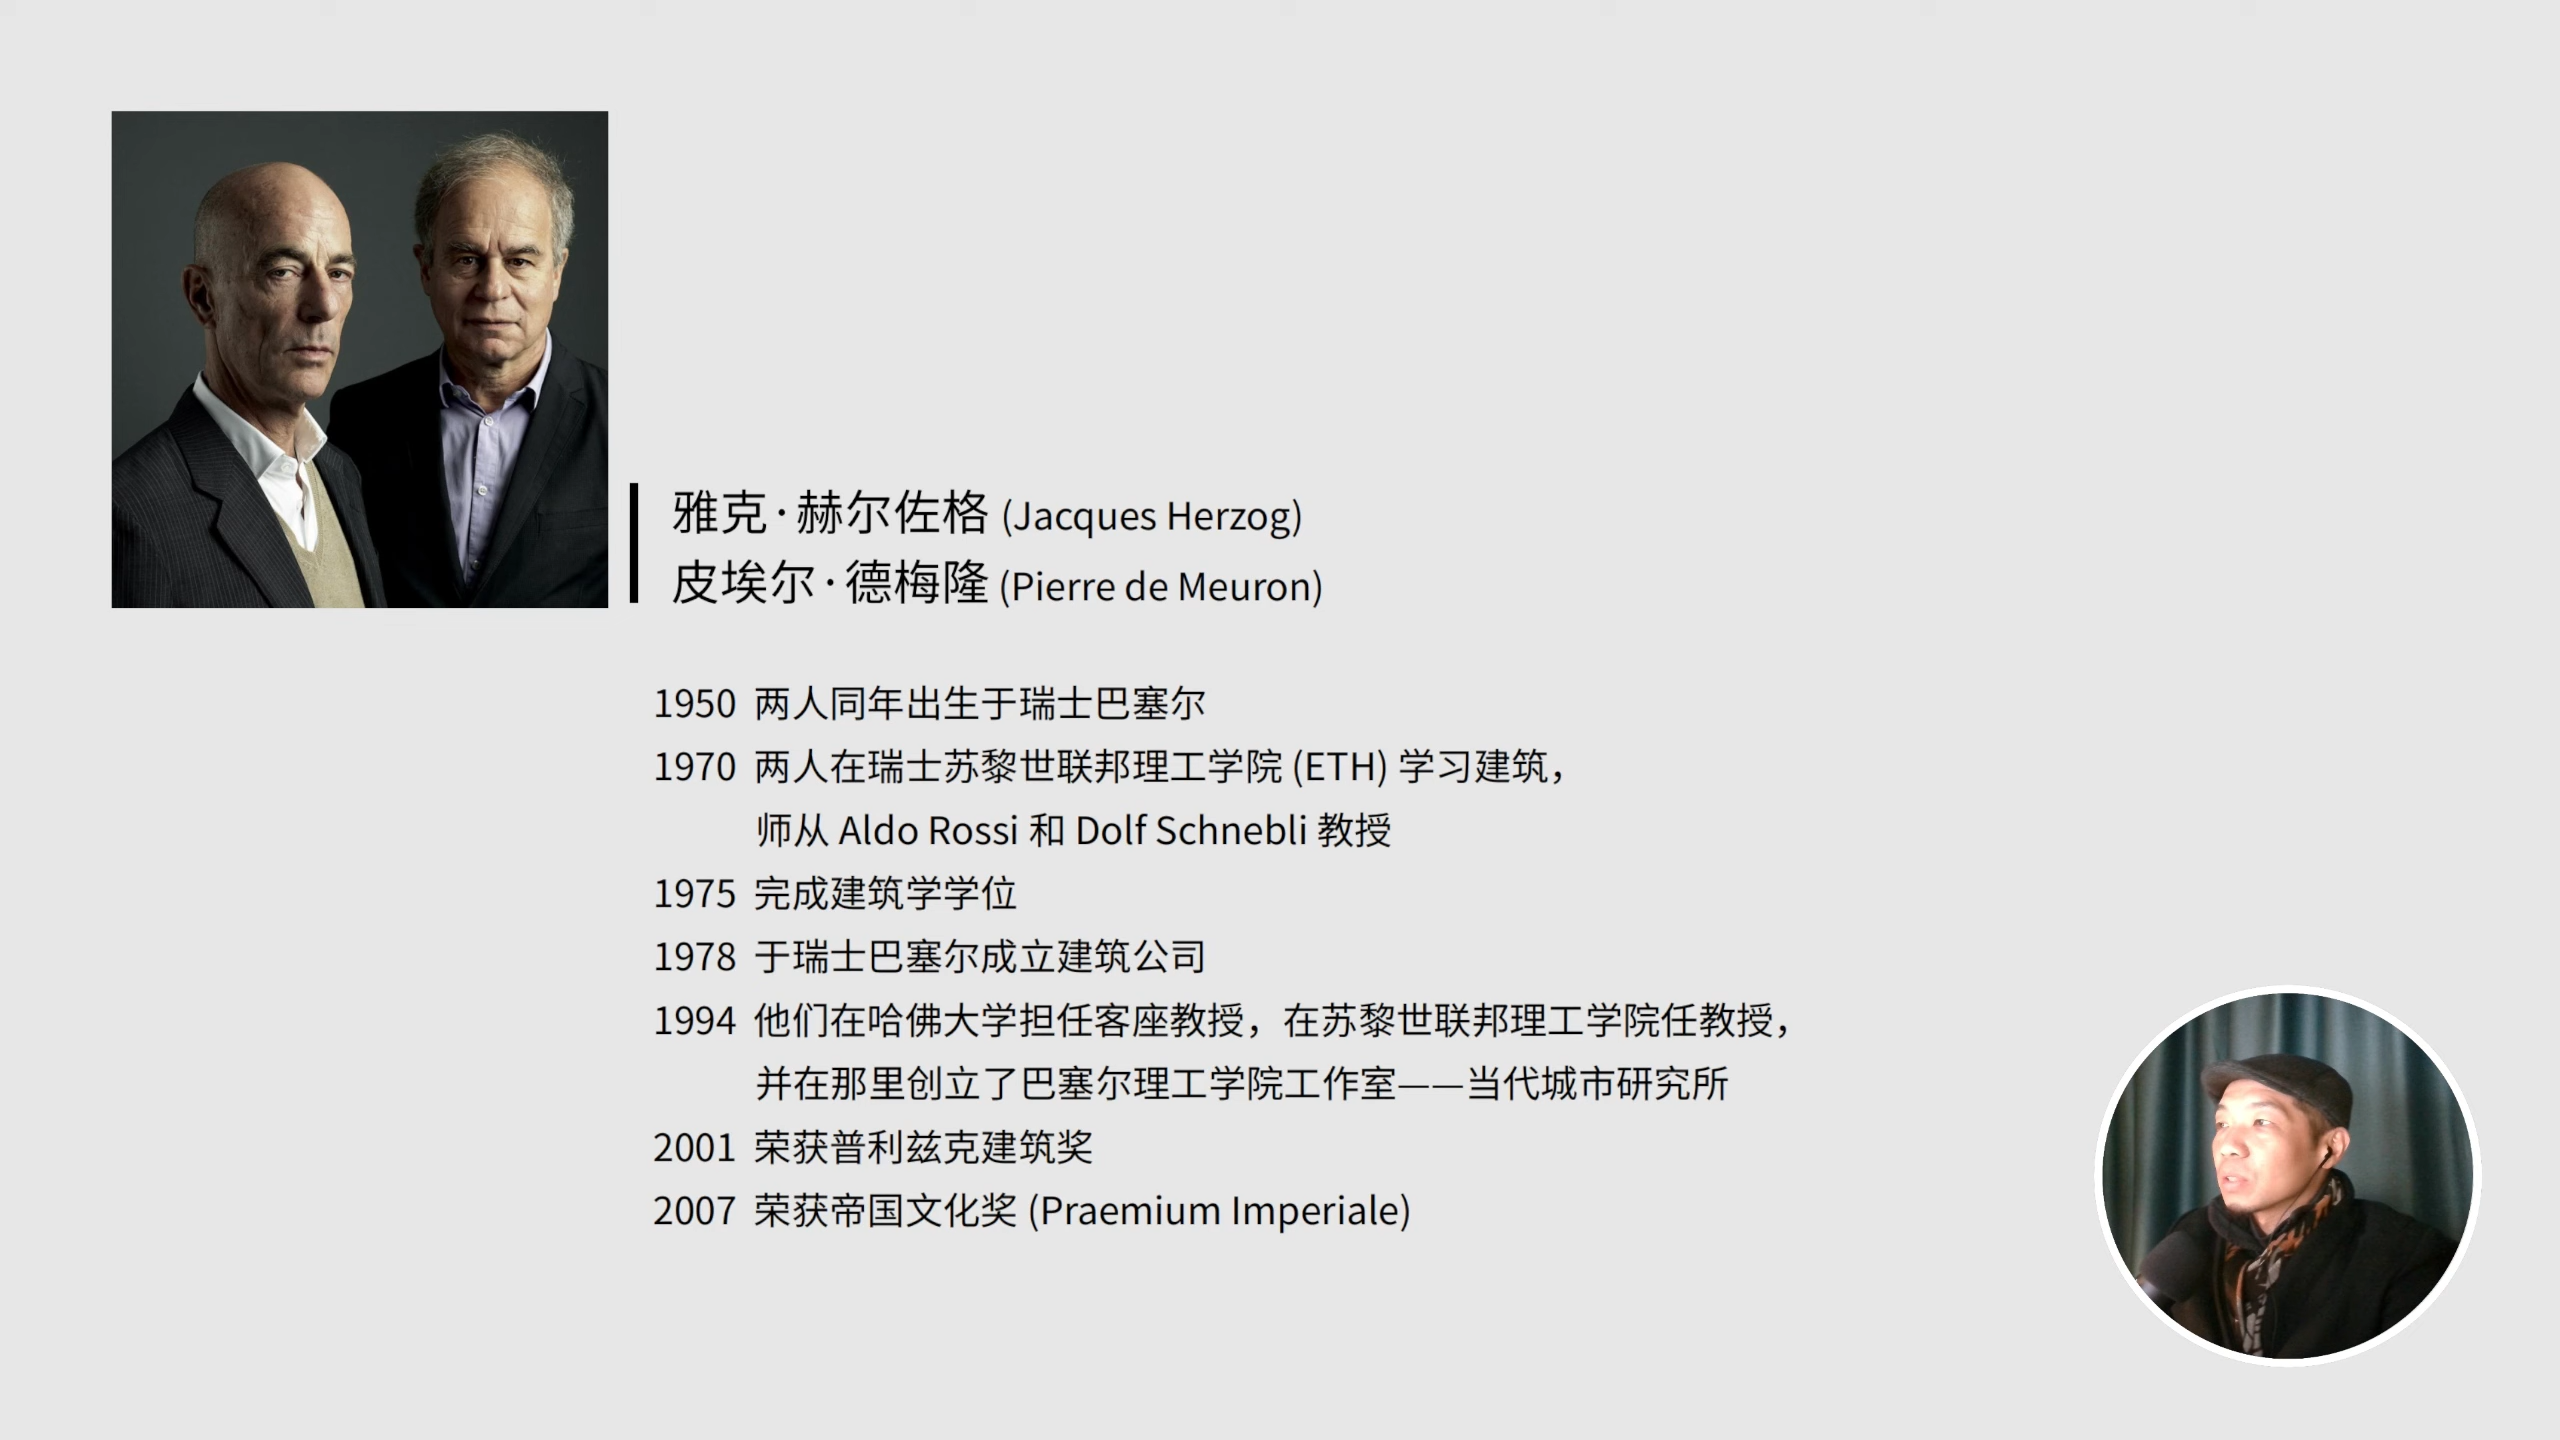 雅克·赫尔佐格 (Jacques Herzog)
皮埃尔·德梅隆 (Pierre de Meuron)
1950 两人同年出生于瑞士巴塞尔
1970 两人在瑞士苏黎世联邦理工学院 (ETH) 学习建筑，
师从 Aldo Rossi 和 Dolf Schnebli 教授
1975 完成建筑学学位
1978 于瑞士巴塞尔成立建筑公司
1994 他们在哈佛大学担任客座教授，在苏黎世联邦理工学院任教授，
并在那里创立了巴塞尔理工学院工作室——当代城市研究所
2001 荣获普利兹克建筑奖
2007 荣获帝国文化奖 (Praemium Imperiale)